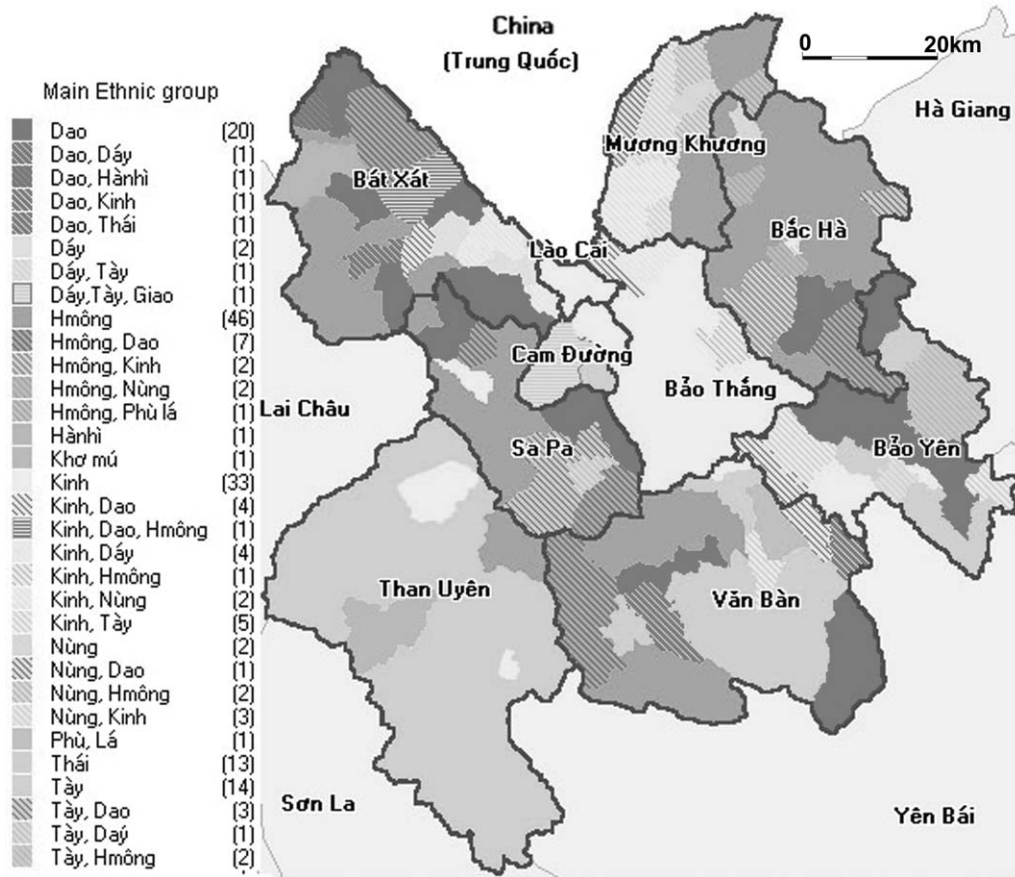 China
(Trung Quốc)
0 20km
Hà Giang
Mương Khương
Bát Xát
Bắc Hà
Lào Cai
Cam Đường
Bảo Thắng
Lai Châu
Sa Pa
Bảo Yên
Than Uyên
Văn Bàn
Sơn La
Yên Bái
Main Ethnic group
Dao (20)
Dao, Dáy (1)
Dao, Hànhì (1)
Dao, Kinh (1)
Dao, Thái (1)
Dáy (2)
Dáy, Tày (1)
Dáy,Tày, Giao (1)
Hmông (46)
Hmông, Dao (7)
Hmông, Kinh (2)
Hmông, Nùng (2)
Hmông, Phù lá (1)
Hànhì (1)
Khơ mú (1)
Kinh (33)
Kinh, Dao (4)
Kinh, Dao, Hmông (1)
Kinh, Dáy (4)
Kinh, Hmông (1)
Kinh, Nùng (2)
Kinh, Tày (5)
Nùng (2)
Nùng, Dao (1)
Nùng, Hmông (2)
Nùng, Kinh (3)
Phù, Lá (1)
Thái (13)
Tày (14)
Tày, Dao (3)
Tày, Daý (1)
Tày, Hmông (2)